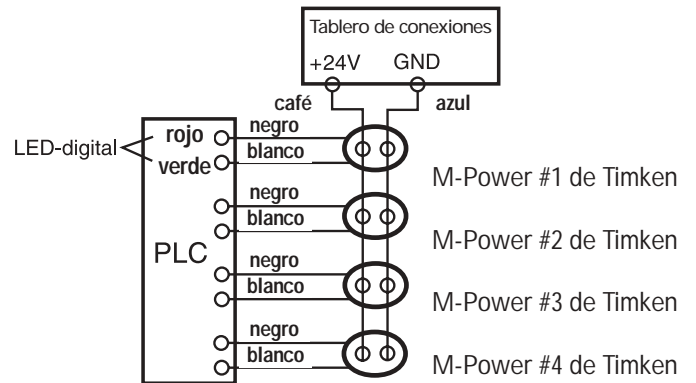 Tablero de conexiones
+24V GND
café azul
rojo negro
LED-digital
verde blanco
M-Power #1 de Timken
negro
blanco
M-Power #2 de Timken
PLC
negro
blanco
M-Power #3 de Timken
negro
blanco
M-Power #4 de Timken